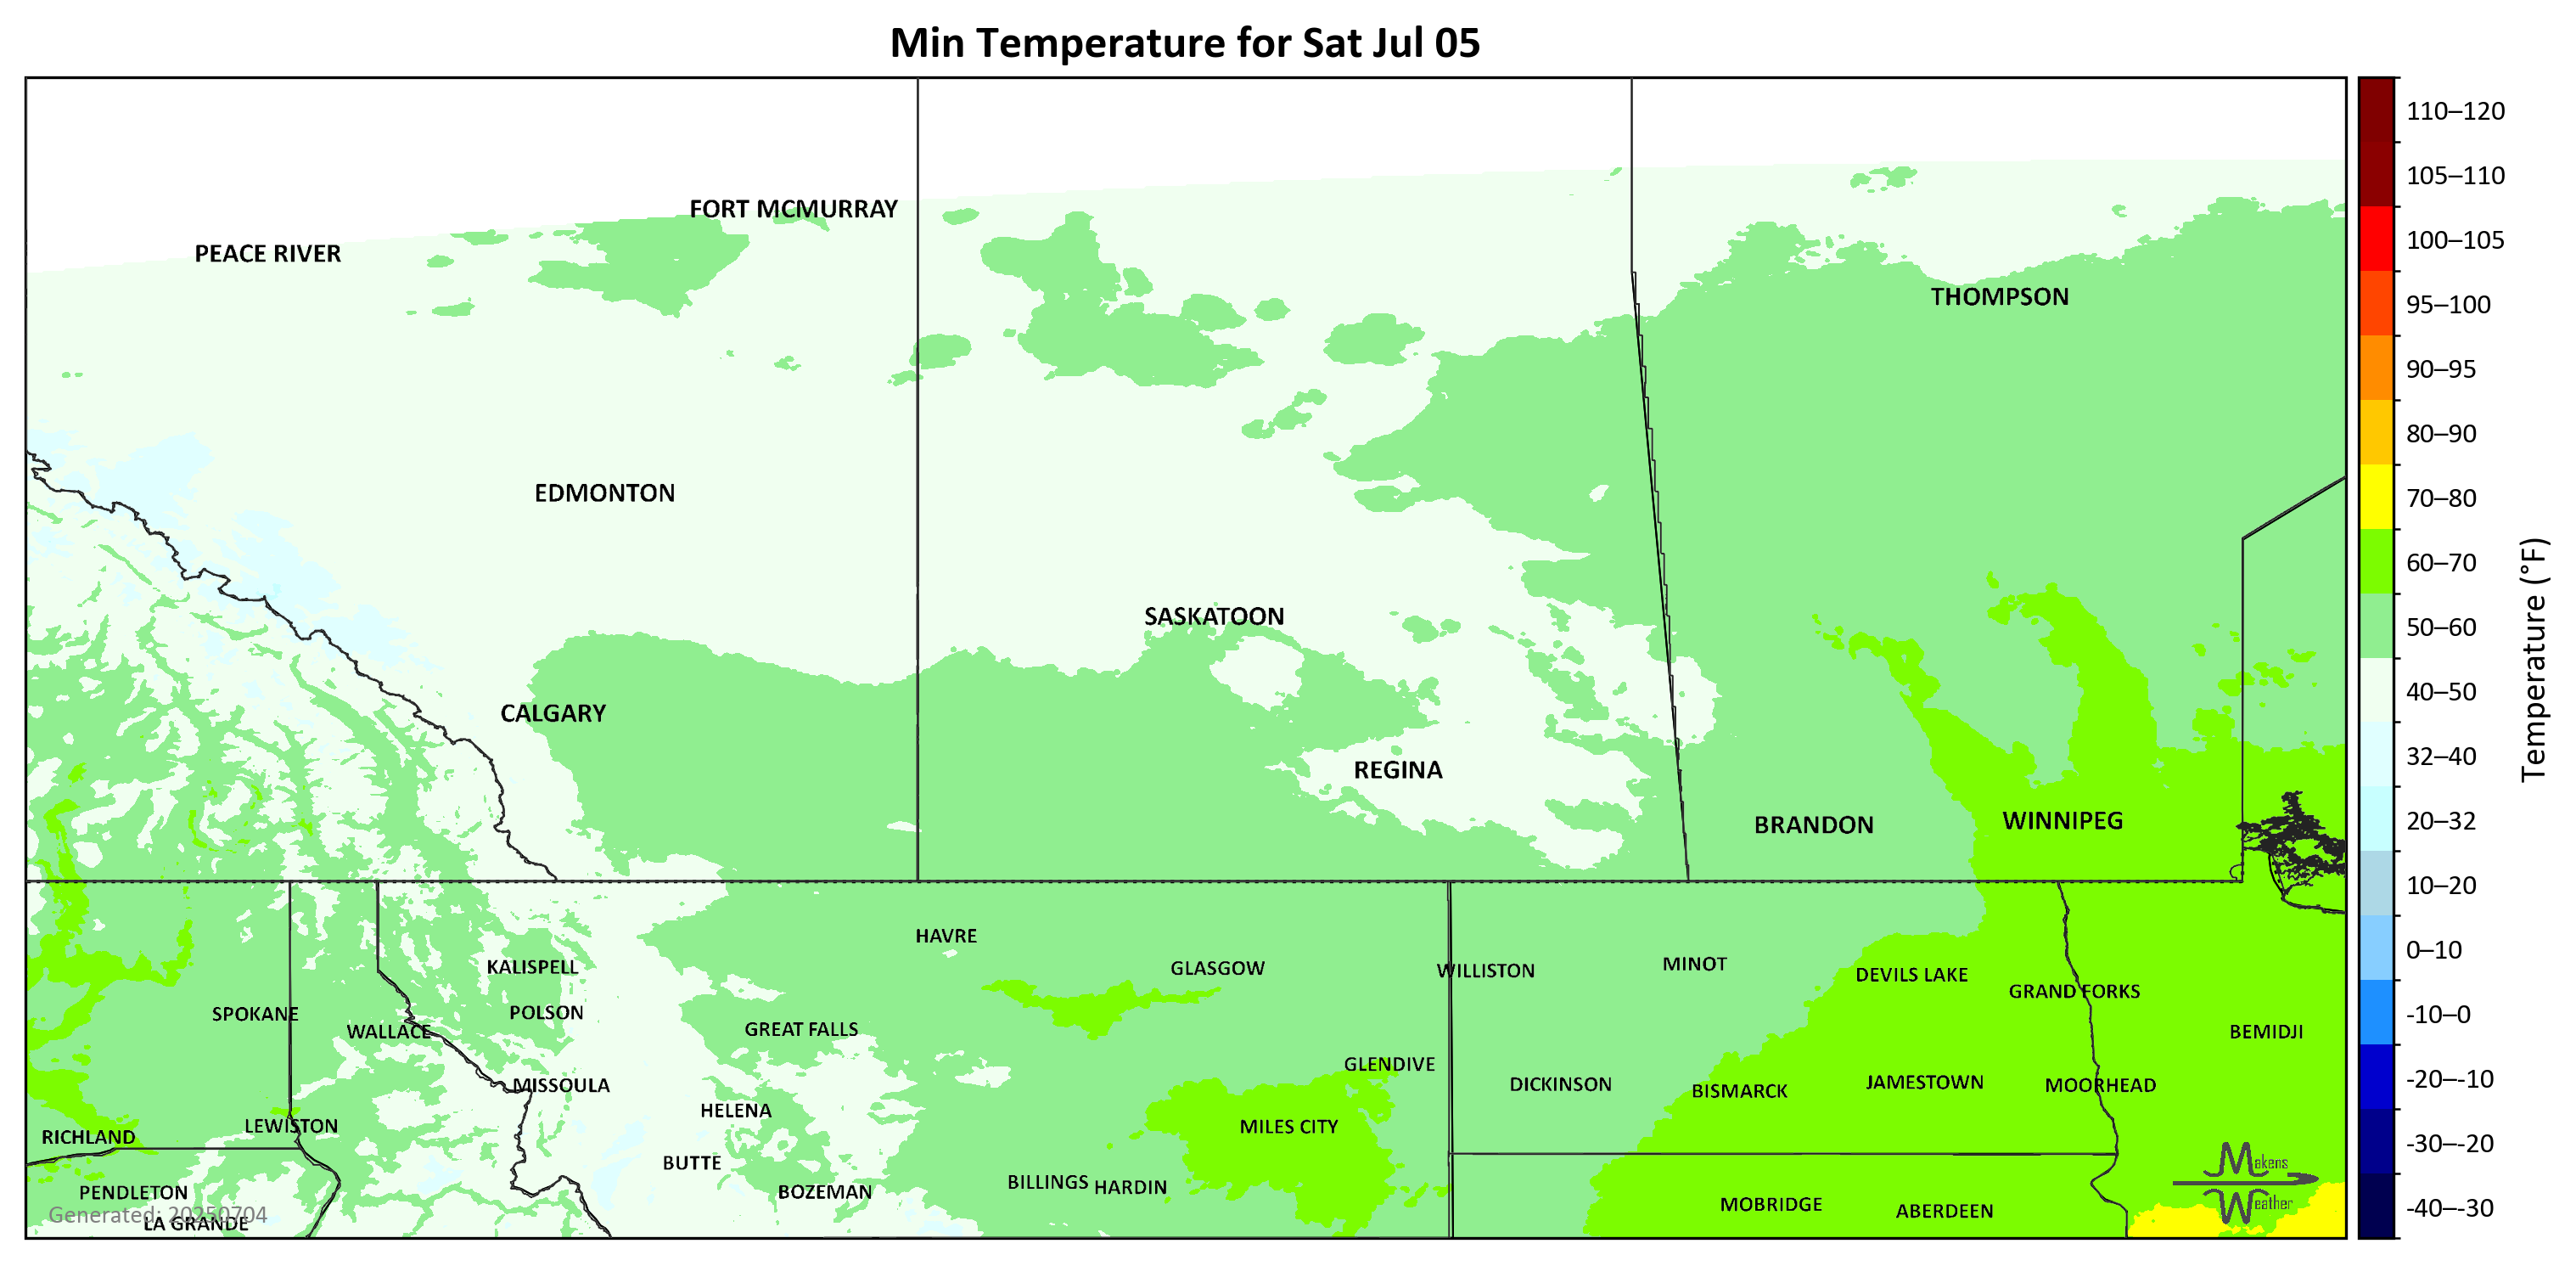 Min Temperature for Sat Jul 05
FORT MCMURRAY
PEACE RIVER
THOMPSON
EDMONTON
SASKATOON
CALGARY
REGINA
BRANDON
WINNIPEG
HAVRE
KALISPELL
GLASGOW
WILLISTON
MINOT
DEVILS LAKE
GRAND FORKS
SPOKANE
POLSON
WALLACE
GREAT FALLS
BEMIDJI
GLENDIVE
MISSOULA
DICKINSON
BISMARCK
JAMESTOWN
MOORHEAD
HELENA
LEWISTON
MILES CITY
RICHLAND
BUTTE
BILLINGS
HARDIN
PENDLETON
BOZEMAN
MOBRIDGE
ABERDEEN
LA GRANDE
Generated: 20250704
Makens
Weather
110–120
105–110
100–105
95–100
90–95
80–90
70–80
60–70
50–60
40–50
32–40
20–32
10–20
0–10
-10–0
-20–-10
-30–-20
-40–-30
Temperature (°F)